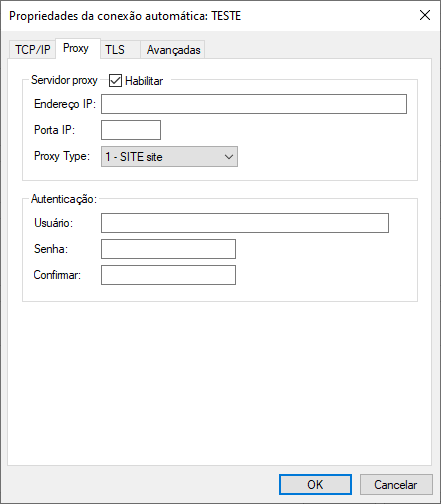 Propriedades da conexão automática: TESTE
TCP/IP Proxy TLS Avançadas
Servidor proxy Habilitar
Endereço IP:
Porta IP:
Proxy Type: 1 - SITE site
Autenticação:
Usuário:
Senha:
Confirmar:
OK Cancelar